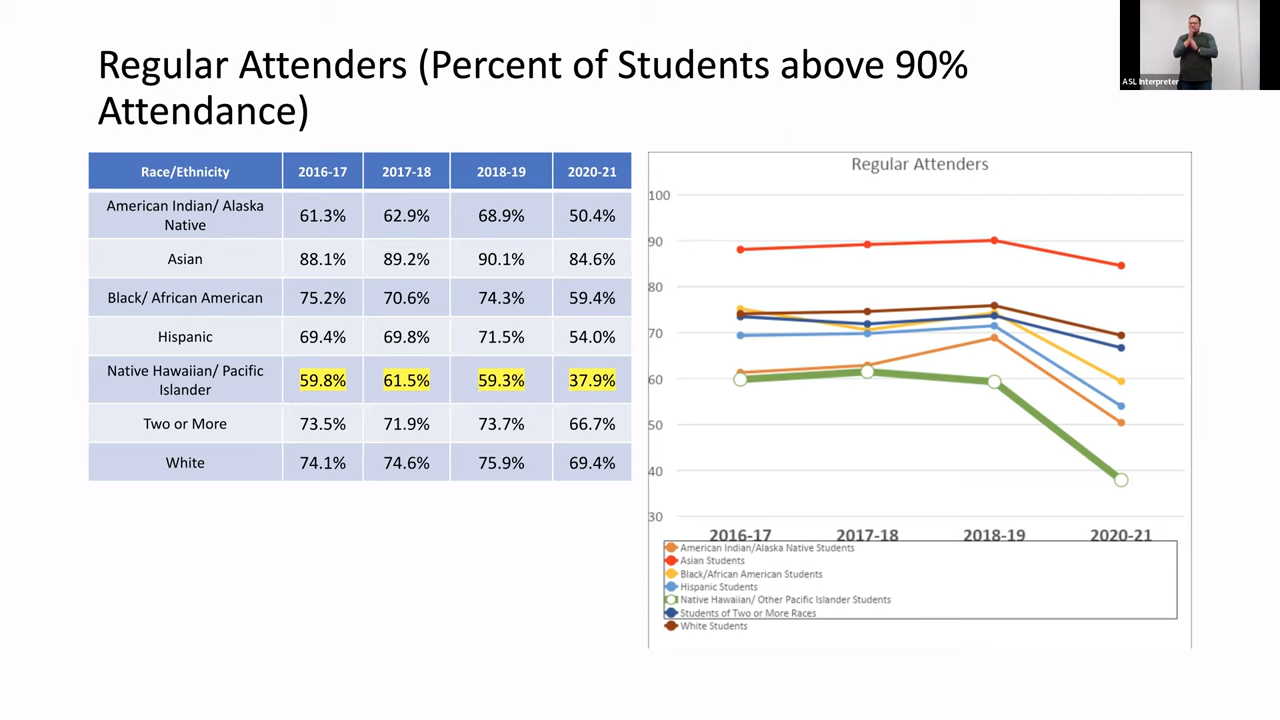 Regular Attenders (Percent of Students above 90%
Attendance)
ASL Interpreter
Race/Ethnicity 2016-17 2017-18 2018-19 2020-21
American Indian/ Alaska
Native 61.3% 62.9% 68.9% 50.4%
Asian 88.1% 89.2% 90.1% 84.6%
Black/ African American 75.2% 70.6% 74.3% 59.4%
Hispanic 69.4% 69.8% 71.5% 54.0%
Native Hawaiian/ Pacific
Islander 59.8% 61.5% 59.3% 37.9%
Two or More 73.5% 71.9% 73.7% 66.7%
White 74.1% 74.6% 75.9% 69.4%
Regular Attenders
100
90
80
70
60
50
40
30
2016-17 2017-18 2018-19 2020-21
American Indian/Alaska Native Students
Asian Students
Black/African American Students
Hispanic Students
Native Hawaiian/ Other Pacific Islander Students
Students of Two or More Races
White Students